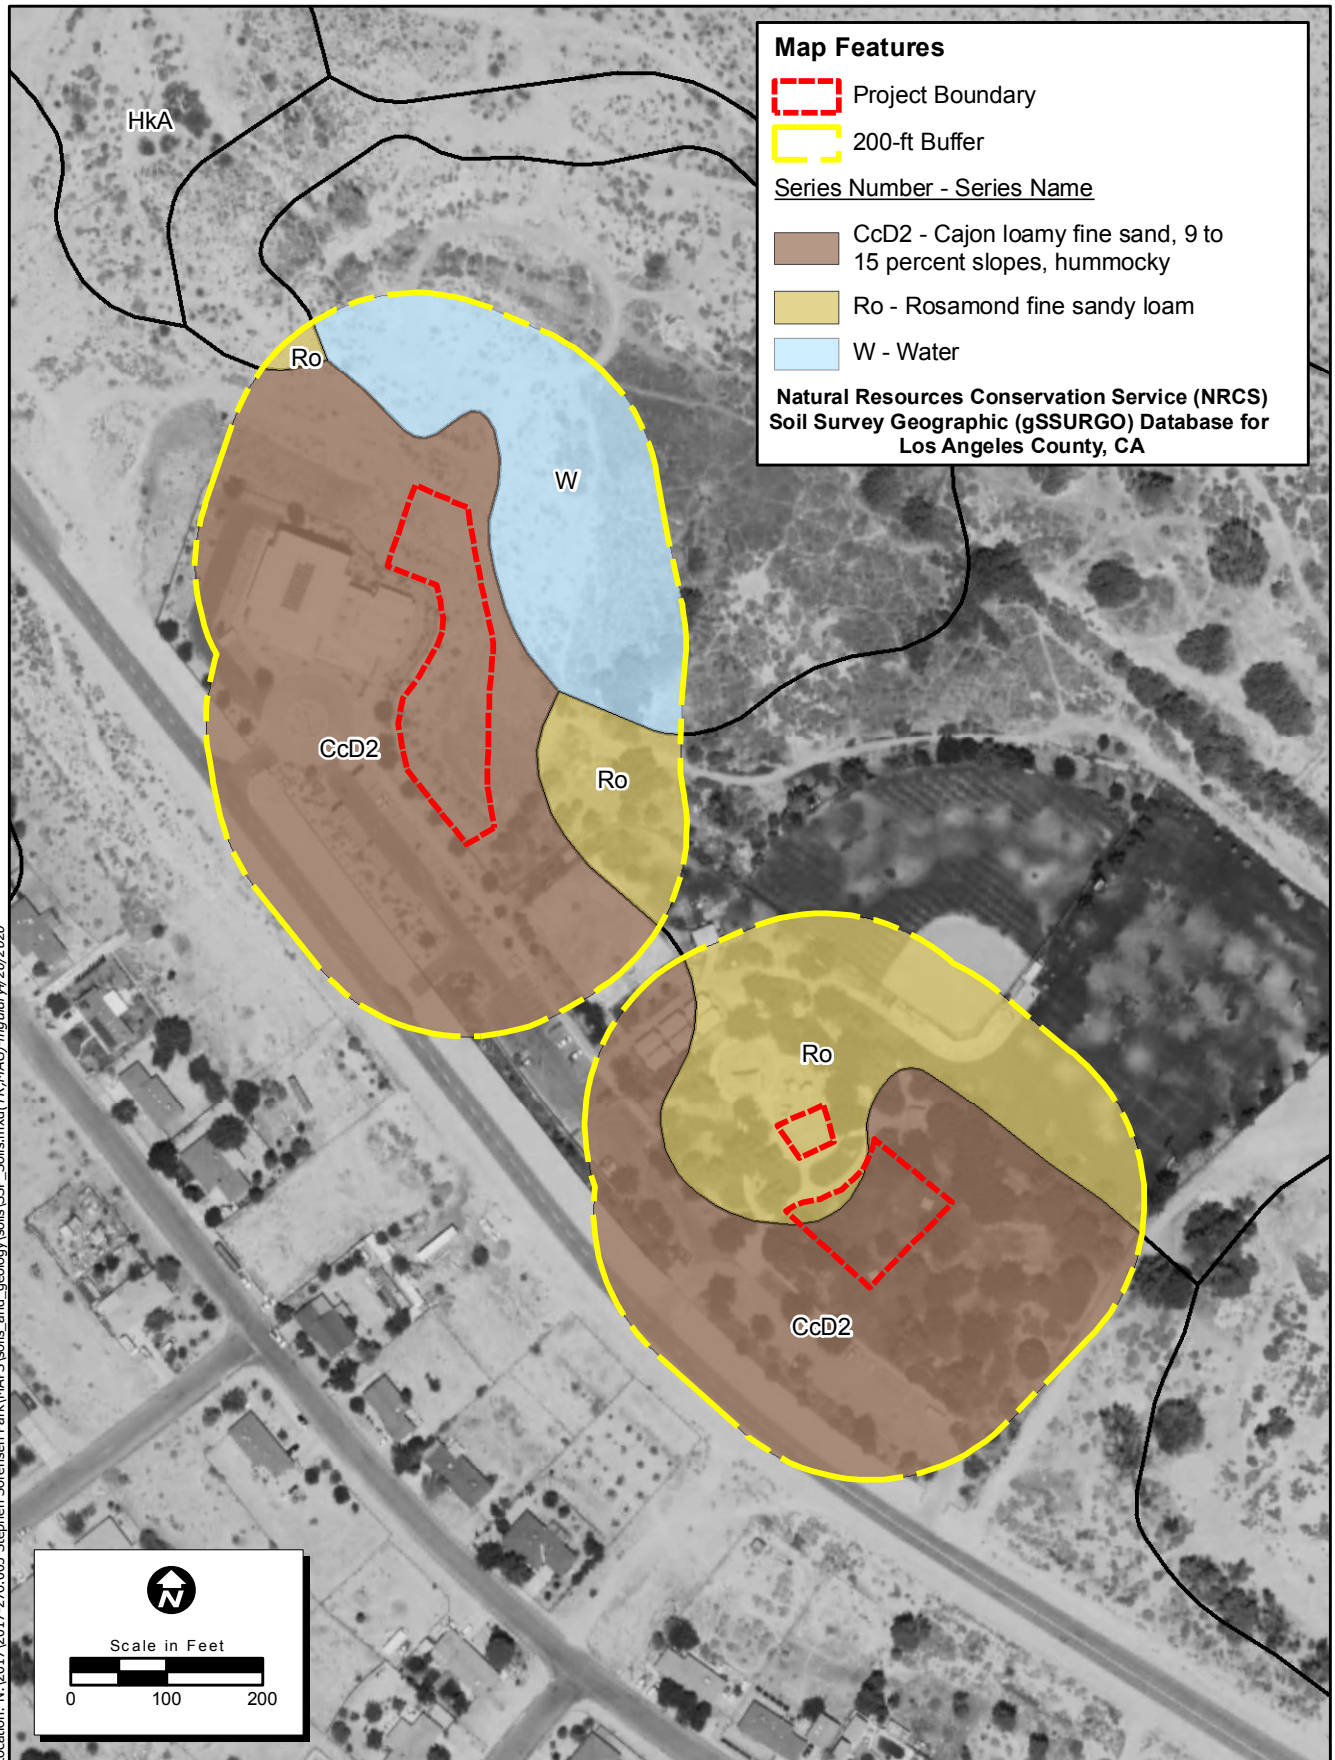 Map Features
Project Boundary
200-ft Buffer
Series Number - Series Name
CcD2 - Cajon loamy fine sand, 9 to
15 percent slopes, hummocky
Ro - Rosamond fine sandy loam
W - Water
Natural Resources Conservation Service (NRCS)
Soil Survey Geographic (gSSURGO) Database for
Los Angeles County, CA
HkA
Ro
W
CcD2
Ro
Ro
CcD2
N
Scale in Feet
0 100 200